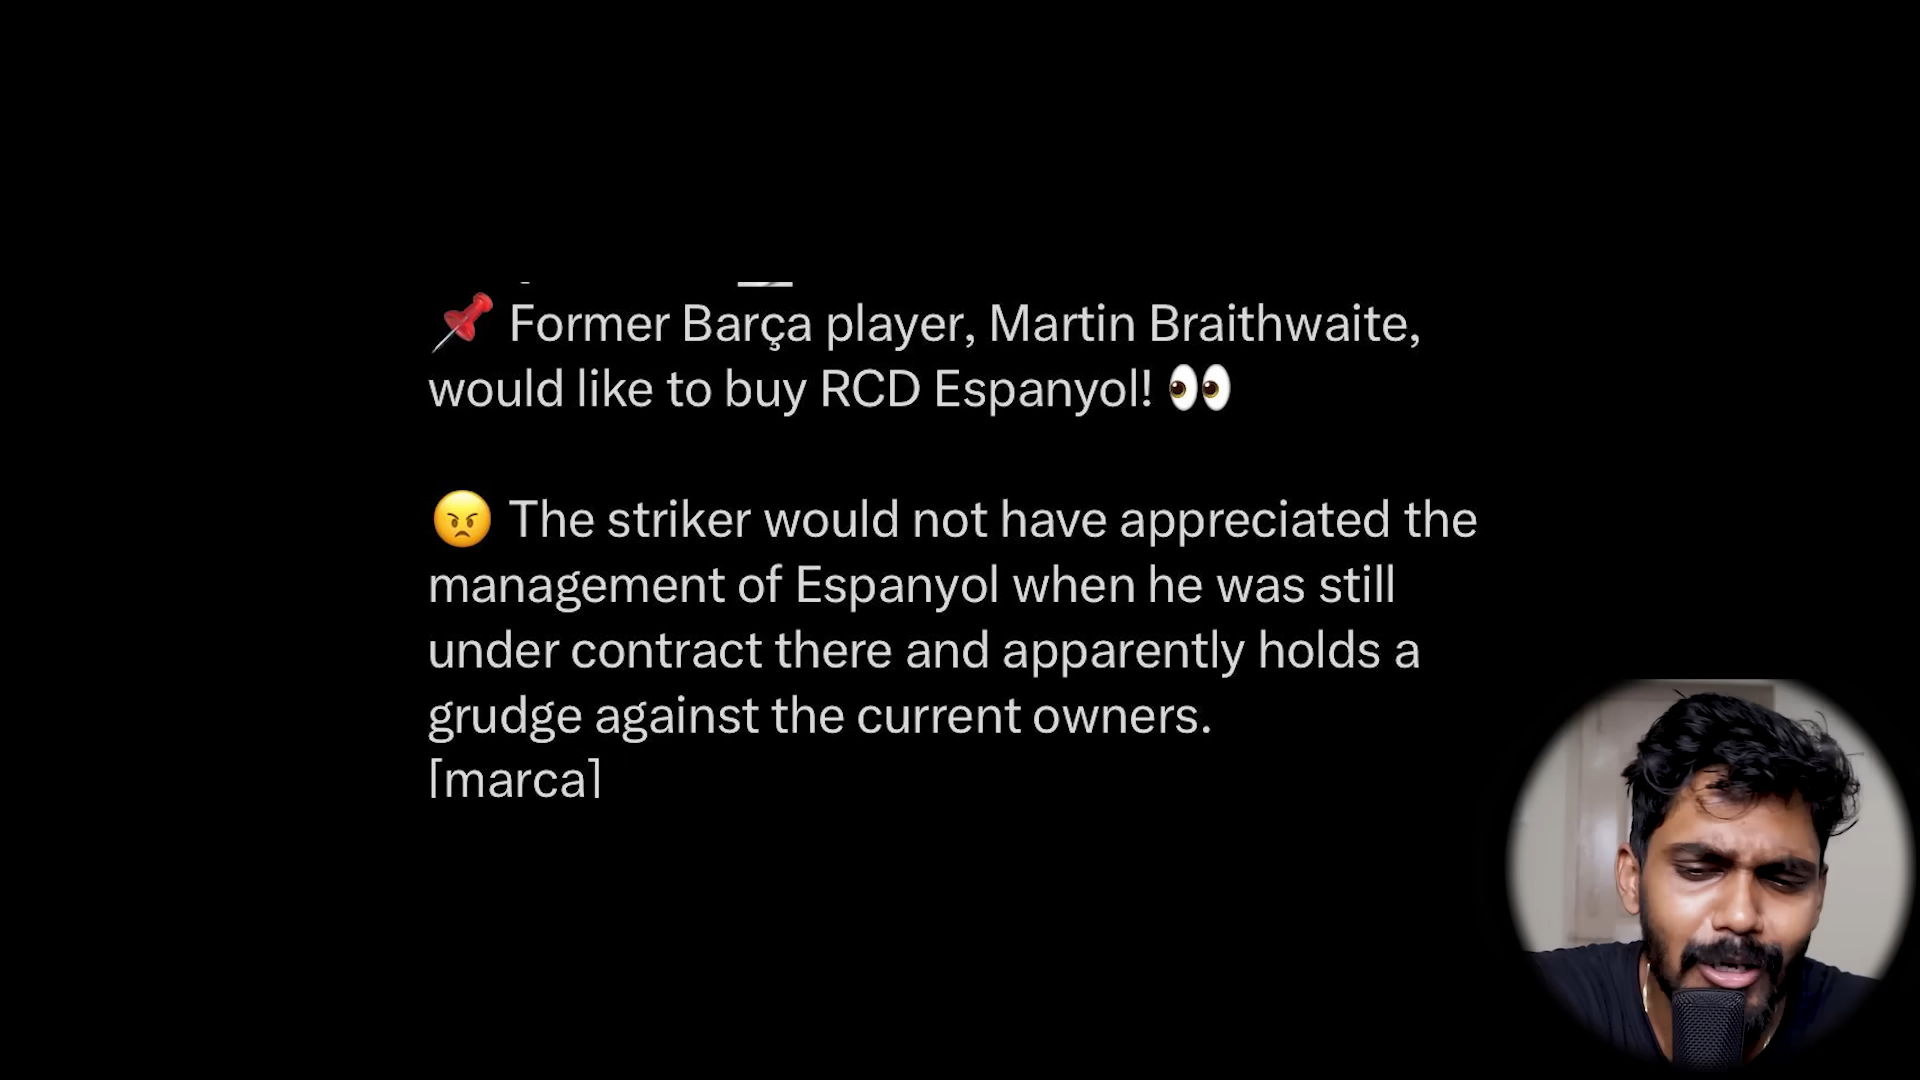 📌 Former Barça player, Martin Braithwaite,
would like to buy RCD Espanyol! 👀
😠 The striker would not have appreciated the
management of Espanyol when he was still
under contract there and apparently holds a
grudge against the current owners.
[marca]